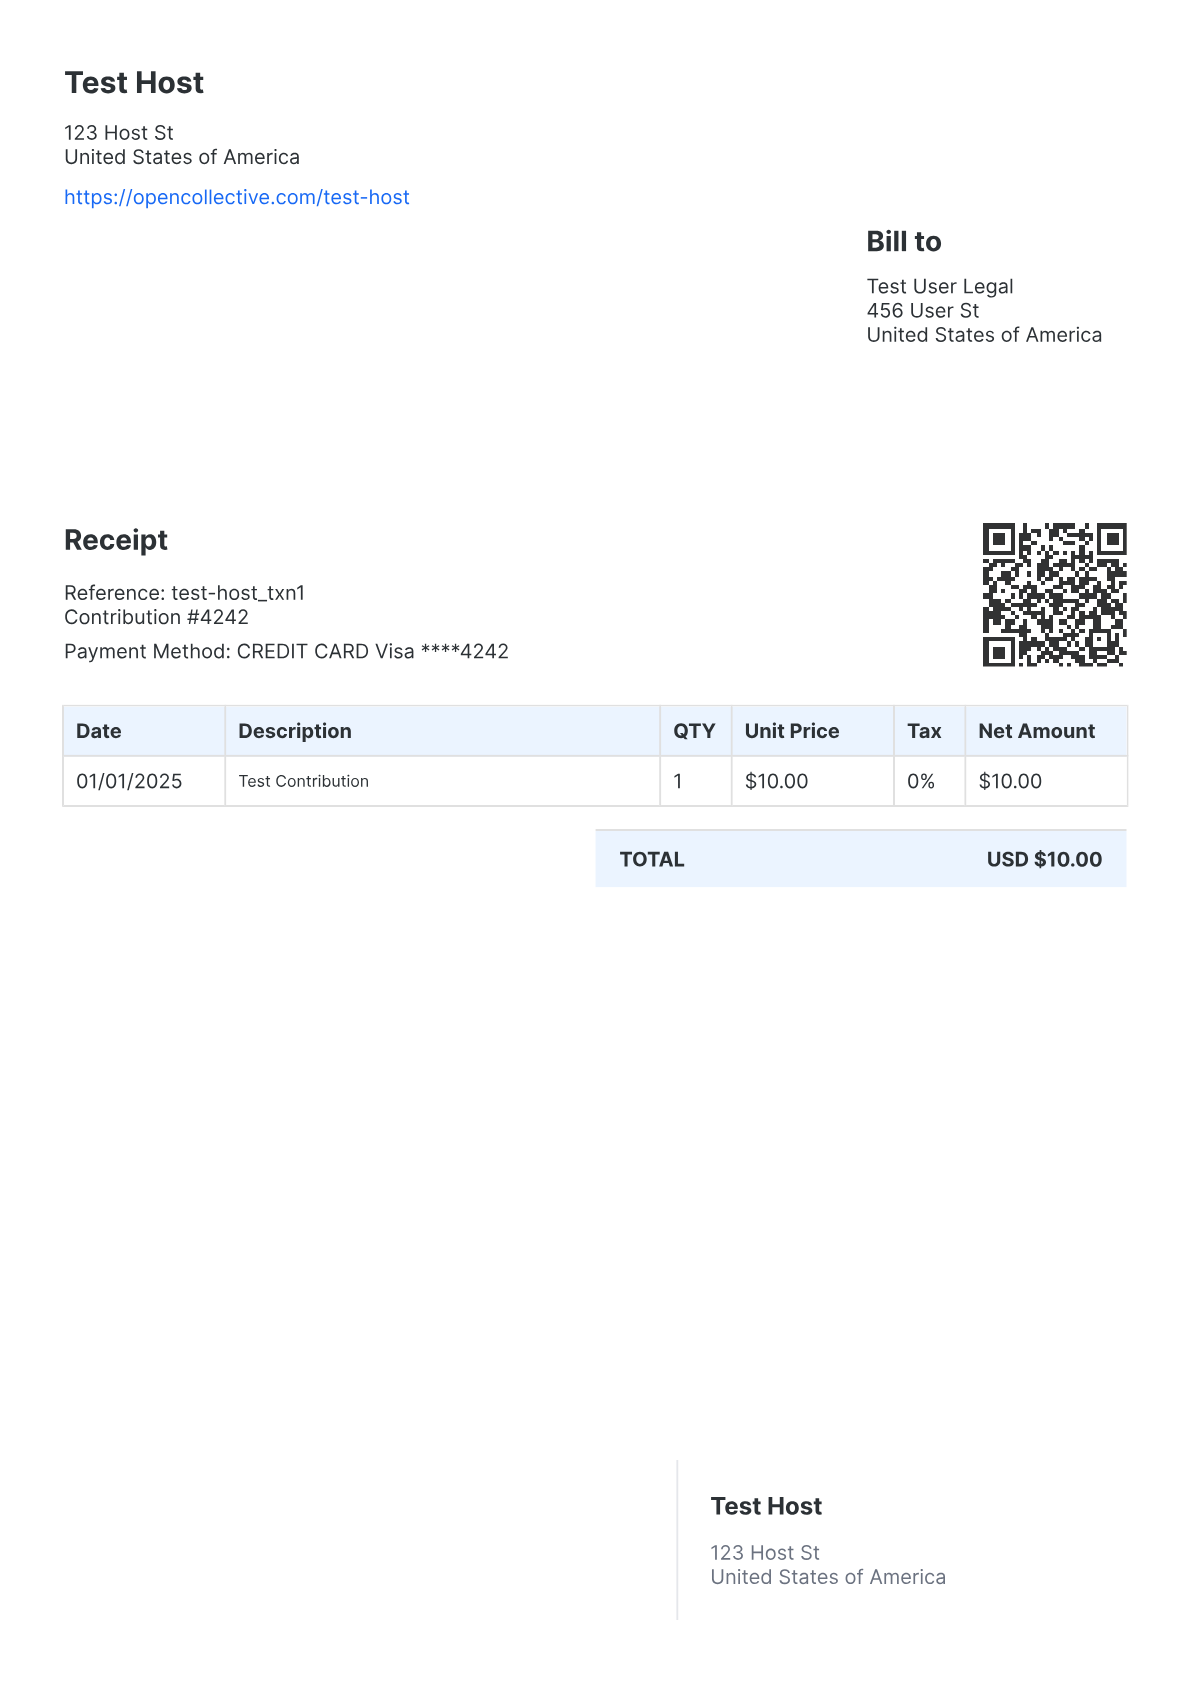 Test Host
123 Host St
United States of America
https://opencollective.com/test-host
Bill to
Test User Legal
456 User St
United States of America
Receipt
Reference: test-host_txn1
Contribution #4242
Payment Method: CREDIT CARD Visa ****4242
Date Description QTY Unit Price Tax Net Amount
01/01/2025 Test Contribution 1 $10.00 0% $10.00
TOTAL USD $10.00
Test Host
123 Host St
United States of America